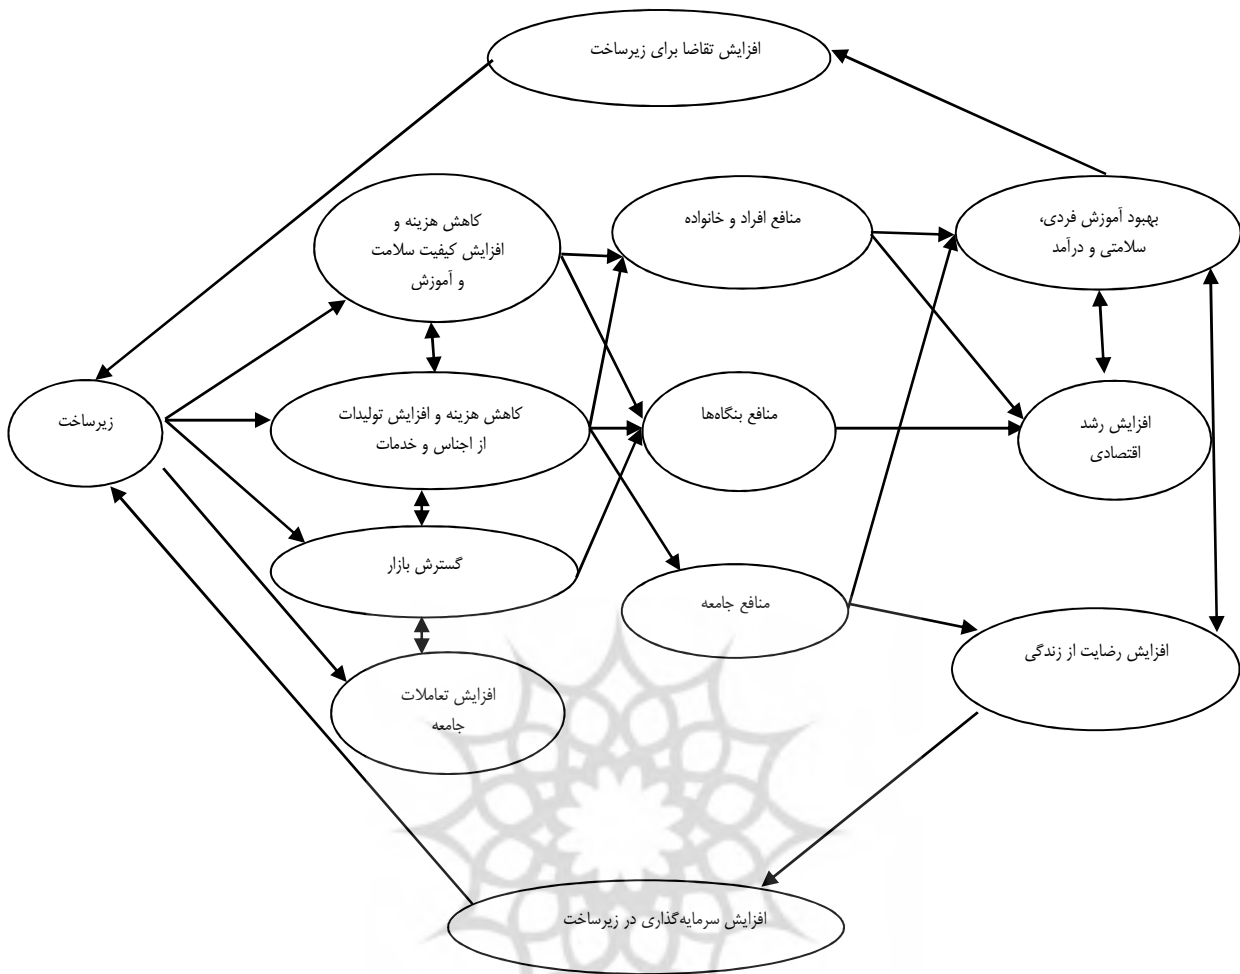 افزایش تقاضا برای زیرساخت
کاهش هزینه و
افزایش کیفیت سلامت
و آموزش
منافع افراد و خانواده
بهبود آموزش فردی،
سلامتی و درآمد
زیرساخت
کاهش هزینه و افزایش تولیدات
از اجناس و خدمات
منافع بنگاه‌ها
افزایش رشد
اقتصادی
گسترش بازار
منافع جامعه
افزایش رضایت از زندگی
افزایش تعاملات
جامعه
افزایش سرمایه‌گذاری در زیرساخت